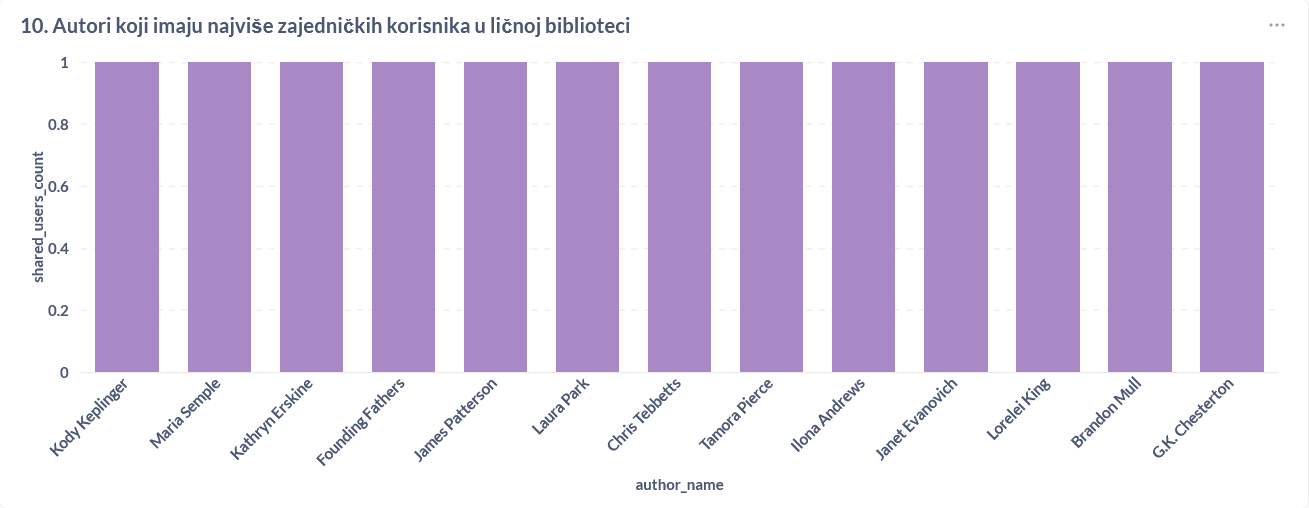 10. Autori koji imaju najviše zajedničkih korisnika u ličnoj biblioteci
shared_users_count
1
0.8
0.6
0.4
0.2
0
Kody Keplinger
Maria Semple
Kathryn Erskine
Founding Fathers
James Patterson
Laura Park
Chris Tebbetts
Tamora Pierce
Ilona Andrews
Janet Evanovich
Lorelei King
Brandon Mull
G.K. Chesterton
author_name